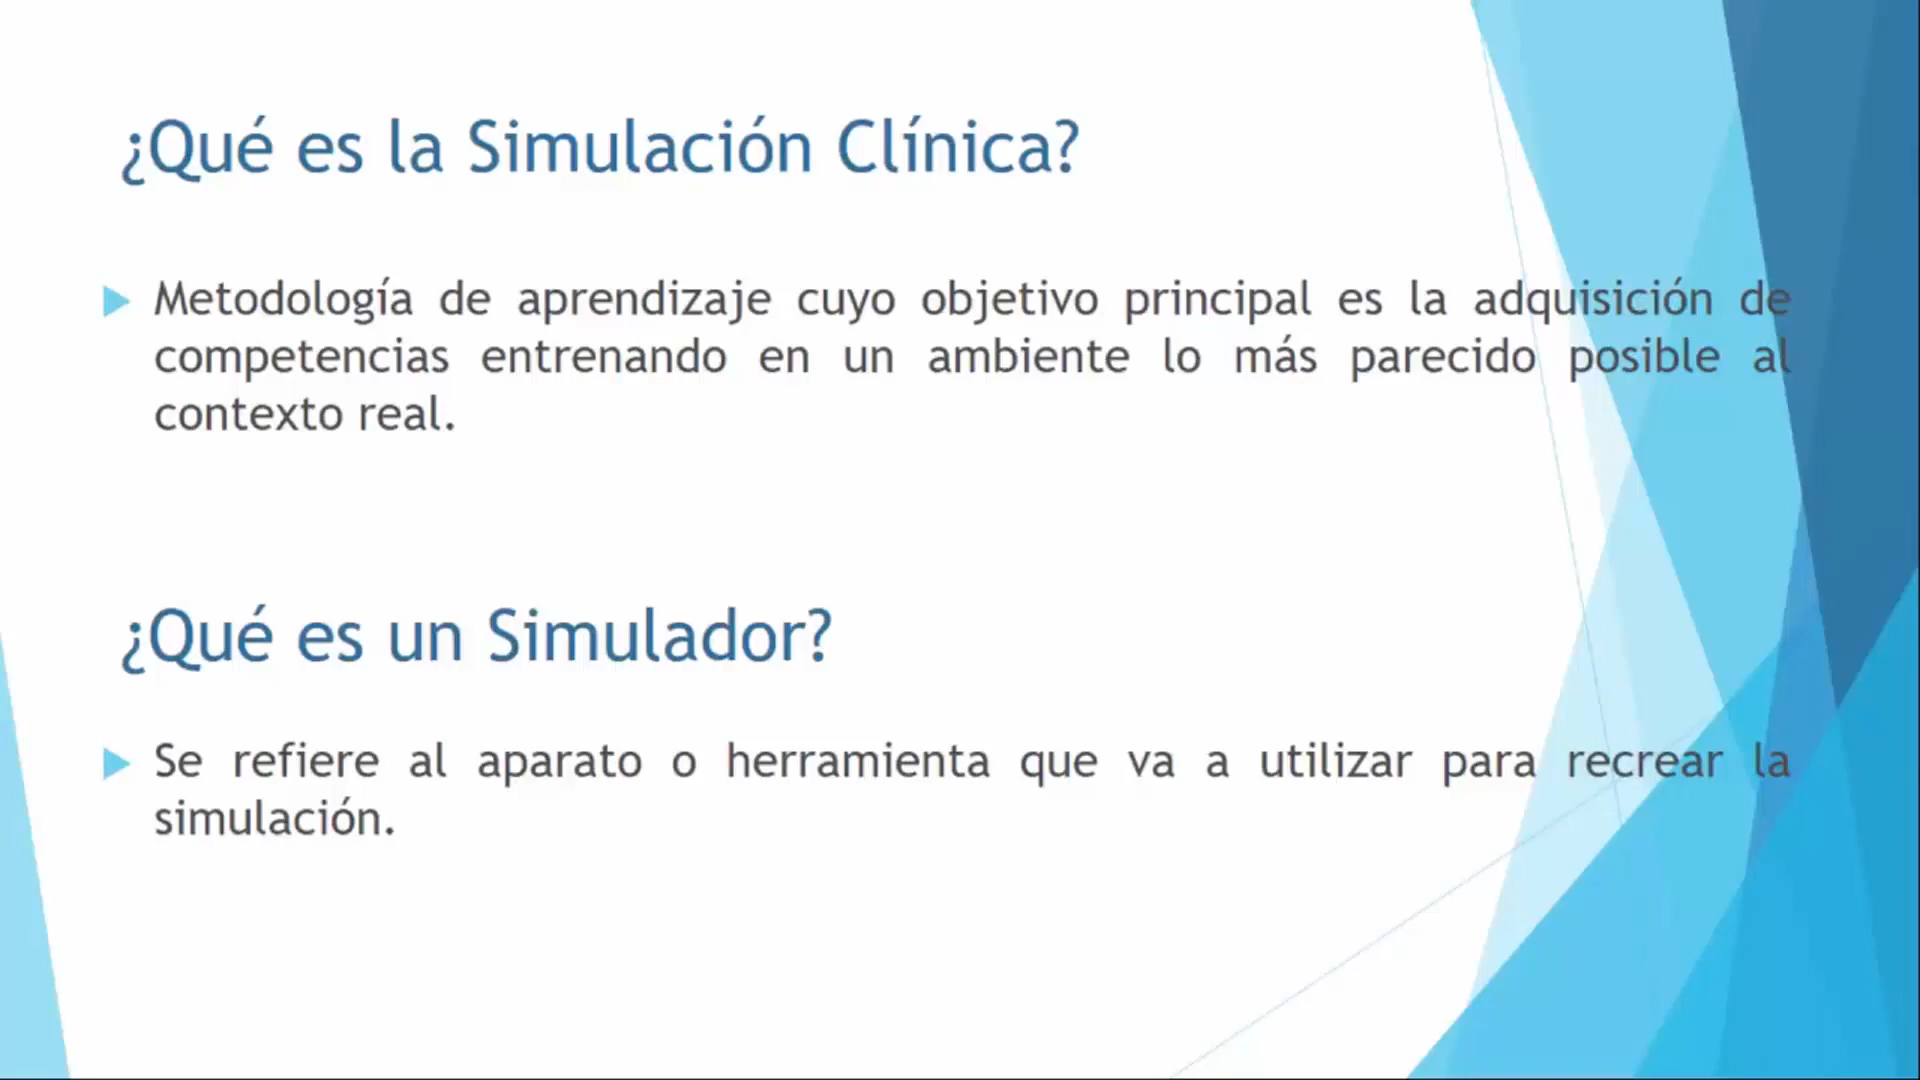 ¿Qué es la Simulación Clínica?
Metodología de aprendizaje cuyo objetivo principal es la adquisición de
competencias entrenando en un ambiente lo más parecido posible al
contexto real.
¿Qué es un Simulador?
Se refiere al aparato o herramienta que va a utilizar para recrear la
simulación.